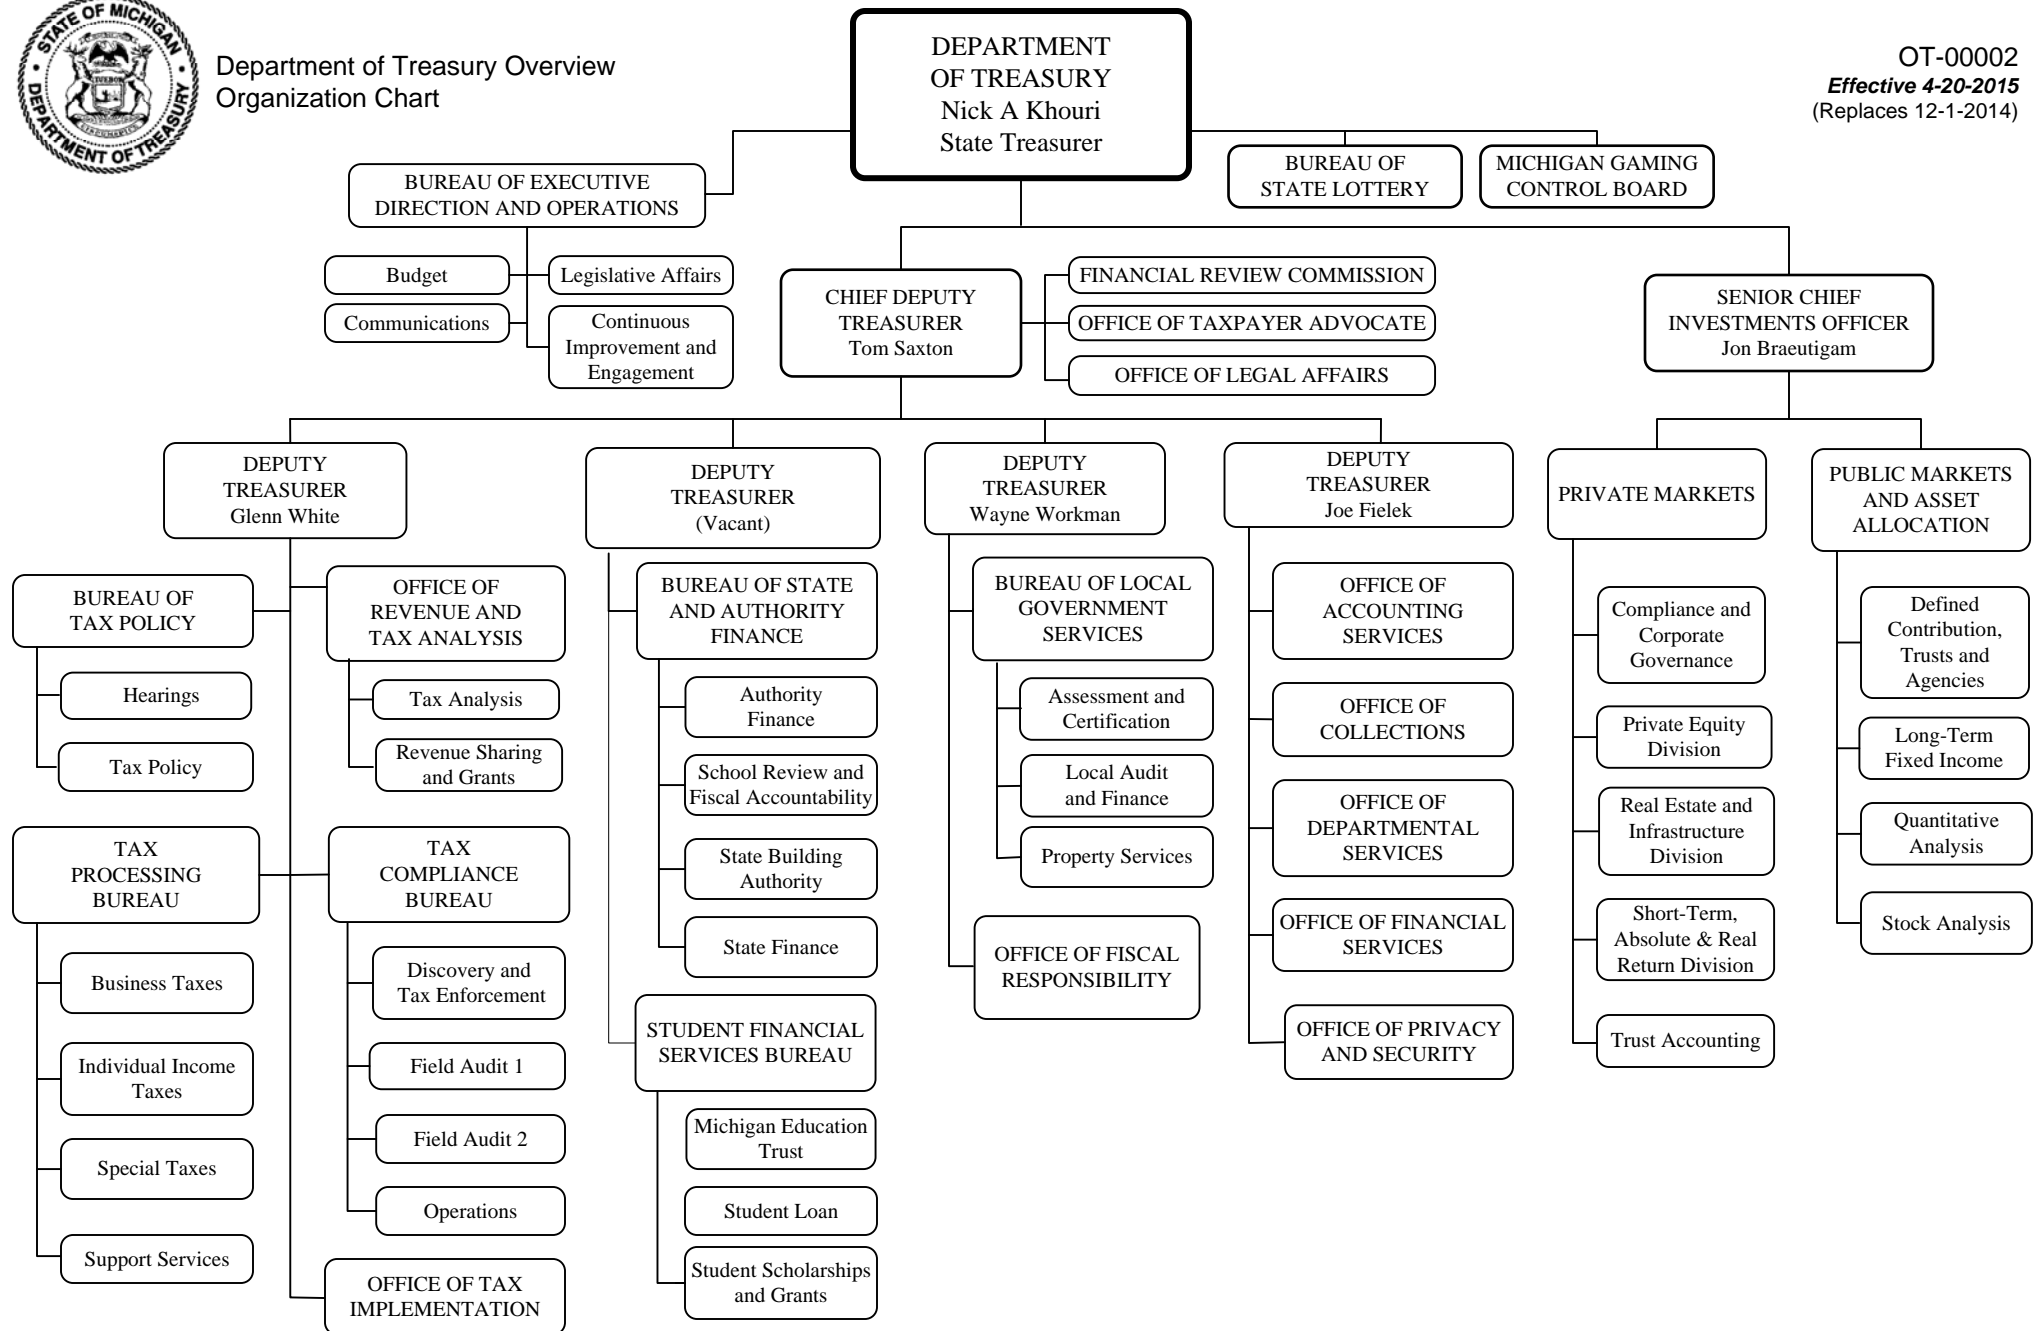 STATE OF MICHIGAN
DEPARTMENT OF TREASURY
Department of Treasury Overview
Organization Chart
DEPARTMENT
OF TREASURY
Nick A Khouri
State Treasurer
OT-00002
Effective 4-20-2015
(Replaces 12-1-2014)
BUREAU OF EXECUTIVE
DIRECTION AND OPERATIONS
BUREAU OF
STATE LOTTERY
MICHIGAN GAMING
CONTROL BOARD
Budget
Legislative Affairs
Communications
Continuous
Improvement and
Engagement
CHIEF DEPUTY
TREASURER
Tom Saxton
FINANCIAL REVIEW COMMISSION
OFFICE OF TAXPAYER ADVOCATE
OFFICE OF LEGAL AFFAIRS
SENIOR CHIEF
INVESTMENTS OFFICER
Jon Braeutigam
DEPUTY
TREASURER
Glenn White
BUREAU OF
TAX POLICY
Hearings
Tax Policy
OFFICE OF
REVENUE AND
TAX ANALYSIS
Tax Analysis
Revenue Sharing
and Grants
TAX
PROCESSING
BUREAU
Business Taxes
Individual Income
Taxes
Special Taxes
Support Services
TAX
COMPLIANCE
BUREAU
Discovery and
Tax Enforcement
Field Audit 1
Field Audit 2
Operations
OFFICE OF TAX
IMPLEMENTATION
DEPUTY
TREASURER
(Vacant)
BUREAU OF STATE
AND AUTHORITY
FINANCE
Authority
Finance
School Review and
Fiscal Accountability
State Building
Authority
State Finance
STUDENT FINANCIAL
SERVICES BUREAU
Michigan Education
Trust
Student Loan
Student Scholarships
and Grants
DEPUTY
TREASURER
Wayne Workman
BUREAU OF LOCAL
GOVERNMENT
SERVICES
Assessment and
Certification
Local Audit
and Finance
Property Services
OFFICE OF FISCAL
RESPONSIBILITY
DEPUTY
TREASURER
Joe Fielek
OFFICE OF
ACCOUNTING
SERVICES
OFFICE OF
COLLECTIONS
OFFICE OF
DEPARTMENTAL
SERVICES
OFFICE OF FINANCIAL
SERVICES
OFFICE OF PRIVACY
AND SECURITY
PRIVATE MARKETS
Compliance and
Corporate
Governance
Private Equity
Division
Real Estate and
Infrastructure
Division
Short-Term,
Absolute & Real
Return Division
Trust Accounting
PUBLIC MARKETS
AND ASSET
ALLOCATION
Defined
Contribution,
Trusts and
Agencies
Long-Term
Fixed Income
Quantitative
Analysis
Stock Analysis